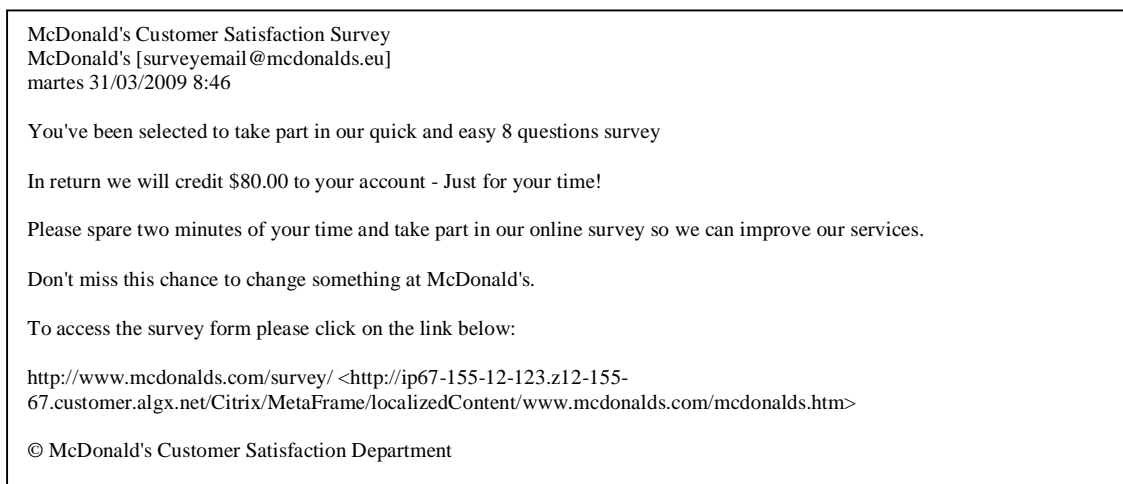 McDonald's Customer Satisfaction Survey
McDonald's [surveyemail@mcdonalds.eu]
martes 31/03/2009 8:46
You've been selected to take part in our quick and easy 8 questions survey
In return we will credit $80.00 to your account - Just for your time!
Please spare two minutes of your time and take part in our online survey so we can improve our services.
Don't miss this chance to change something at McDonald's.
To access the survey form please click on the link below:
http://www.mcdonalds.com/survey/ <http://ip67-155-12-123.z12-155-
67.customer.algx.net/Citrix/MetaFrame/localizedContent/www.mcdonalds.com/mcdonalds.htm>
© McDonald's Customer Satisfaction Department